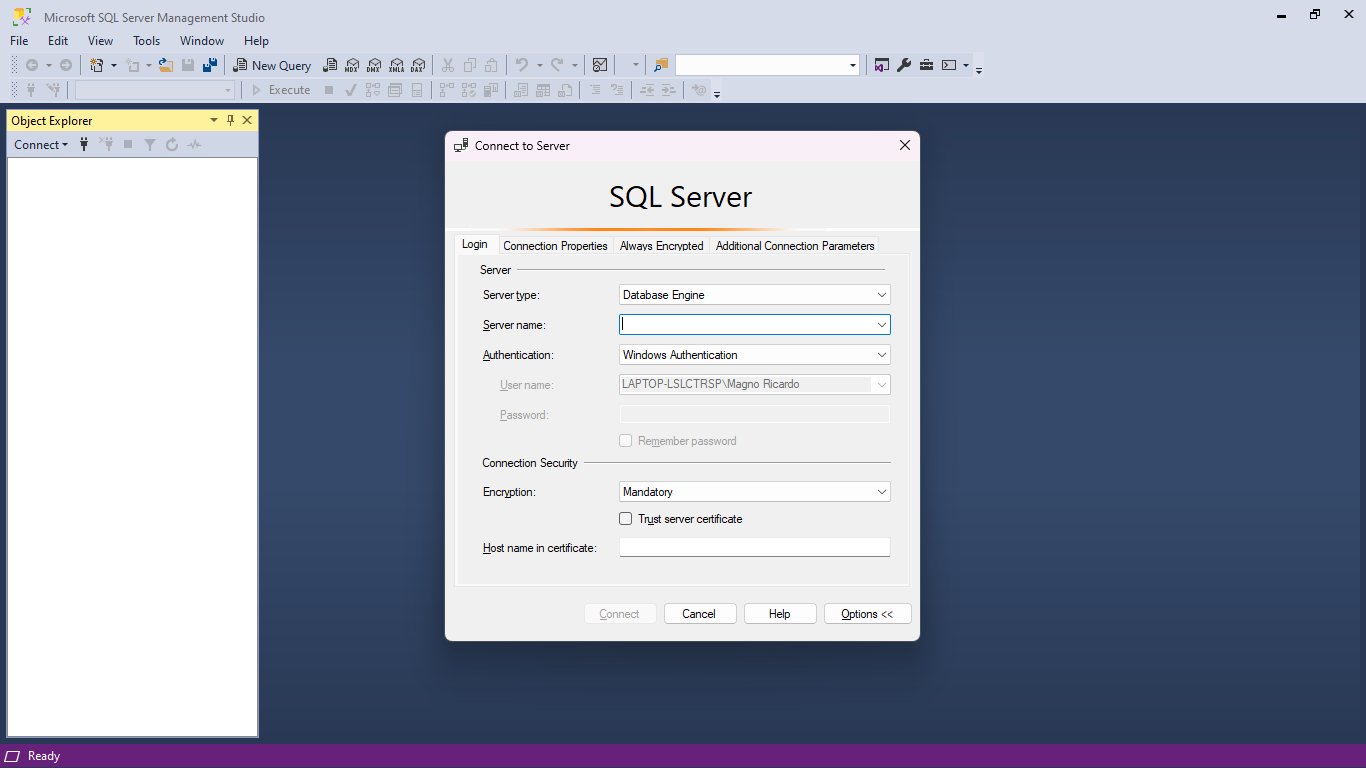 Microsoft SQL Server Management Studio
File Edit View Tools Window Help
New Query MDX DMX XMLA DAX
Execute
Object Explorer
Connect
Connect to Server
SQL Server
Login Connection Properties Always Encrypted Additional Connection Parameters
Server
Server type: Database Engine
Server name:
Authentication: Windows Authentication
User name: LAPTOP-LSLCTRSP\Magno Ricardo
Password:
Remember password
Connection Security
Encryption: Mandatory
Trust server certificate
Host name in certificate:
Connect Cancel Help Options <<
Ready